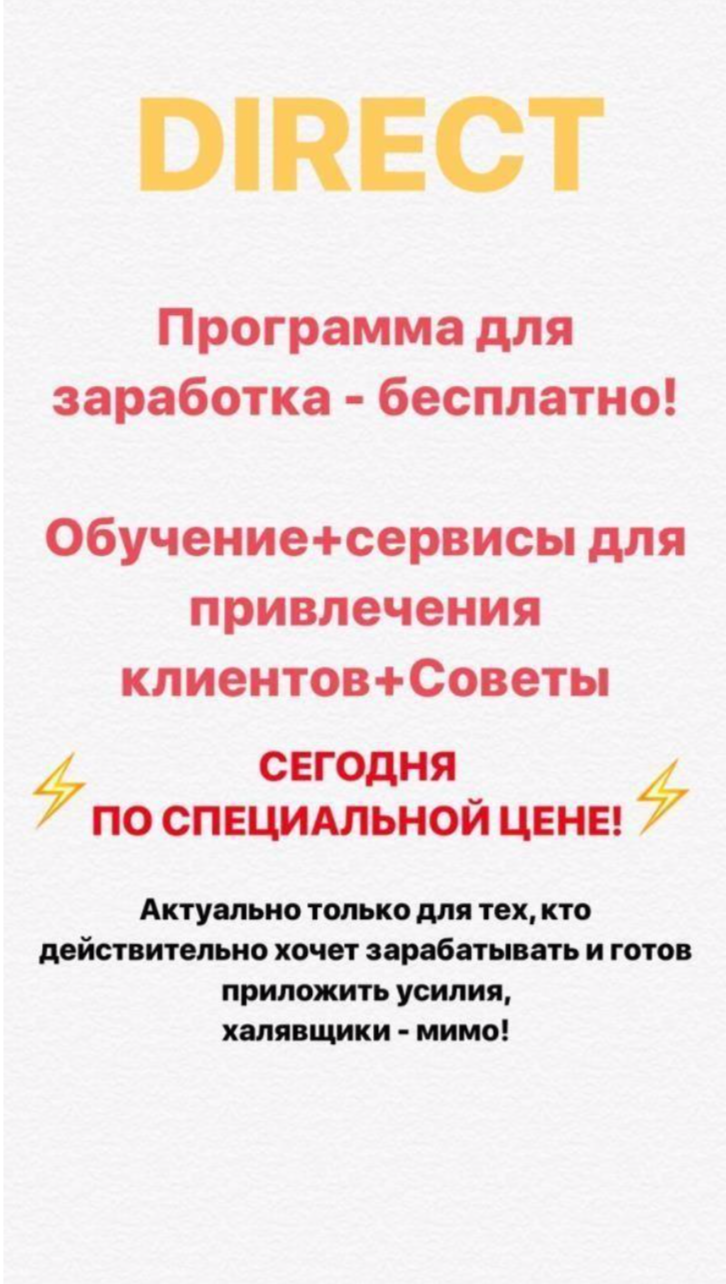 DIRECT
Программа для
заработка - бесплатно!
Обучение+сервисы для
привлечения
клиентов+Советы
СЕГОДНЯ
ПО СПЕЦИАЛЬНОЙ ЦЕНЕ!
Актуально только для тех, кто
действительно хочет зарабатывать и готов
приложить усилия,
халявщики - мимо!